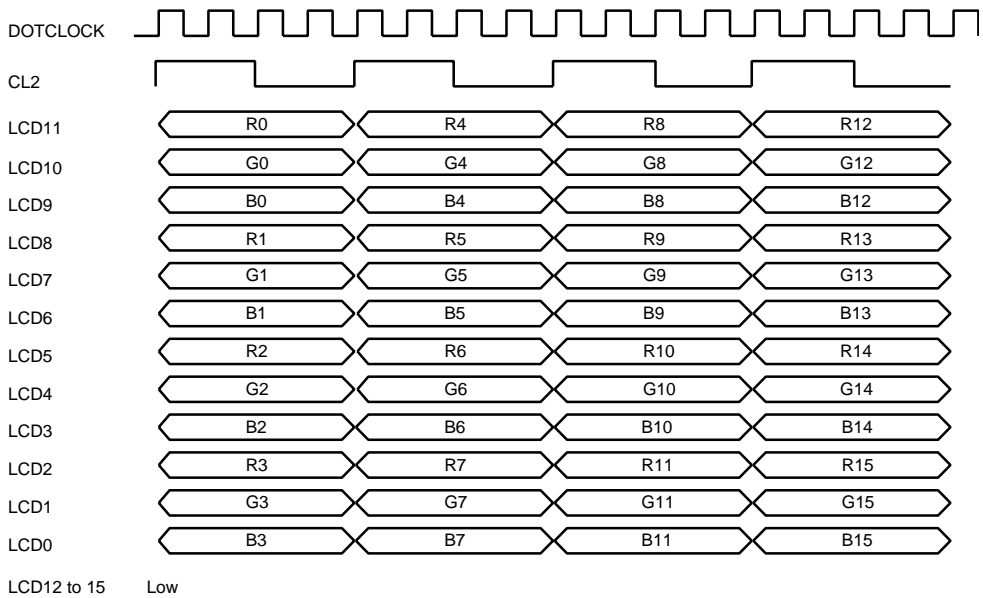 DOTCLOCK
CL2
LCD11 R0 R4 R8 R12
LCD10 G0 G4 G8 G12
LCD9 B0 B4 B8 B12
LCD8 R1 R5 R9 R13
LCD7 G1 G5 G9 G13
LCD6 B1 B5 B9 B13
LCD5 R2 R6 R10 R14
LCD4 G2 G6 G10 G14
LCD3 B2 B6 B10 B14
LCD2 R3 R7 R11 R15
LCD1 G3 G7 G11 G15
LCD0 B3 B7 B11 B15
LCD12 to 15 Low